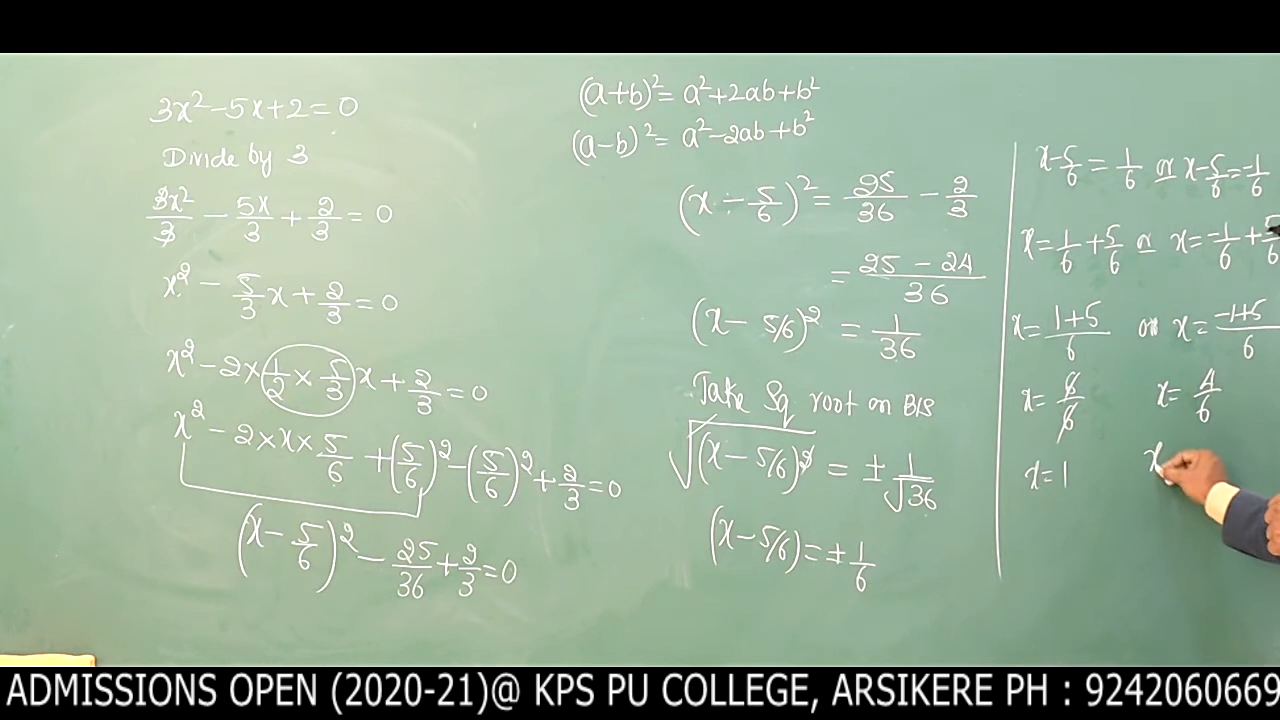 3x² - 5x + 2 = 0
Divide by 3
3x²/3 - 5x/3 + 2/3 = 0
x² - 5/3 x + 2/3 = 0
x² - 2 × 1/2 × 5/3 x + 2/3 = 0
x² - 2 × x × 5/6 + (5/6)² - (5/6)² + 2/3 = 0
(x - 5/6)² - 25/36 + 2/3 = 0
(a+b)² = a² + 2ab + b²
(a-b)² = a² - 2ab + b²
(x - 5/6)² = 25/36 - 2/3
= 25 - 24/36
(x - 5/6)² = 1/36
Take Sq root on B/S
√(x - 5/6)² = ± 1/√36
(x - 5/6) = ± 1/6
x - 5/6 = 1/6 or x - 5/6 = -1/6
x = 1/6 + 5/6 or x = -1/6 + 5/6
x = 1+5/6 or x = -1+5/6
x = 6/6 x = 4/6
x = 1 x
ADMISSIONS OPEN (2020-21)@ KPS PU COLLEGE, ARSIKERE PH : 9242060669